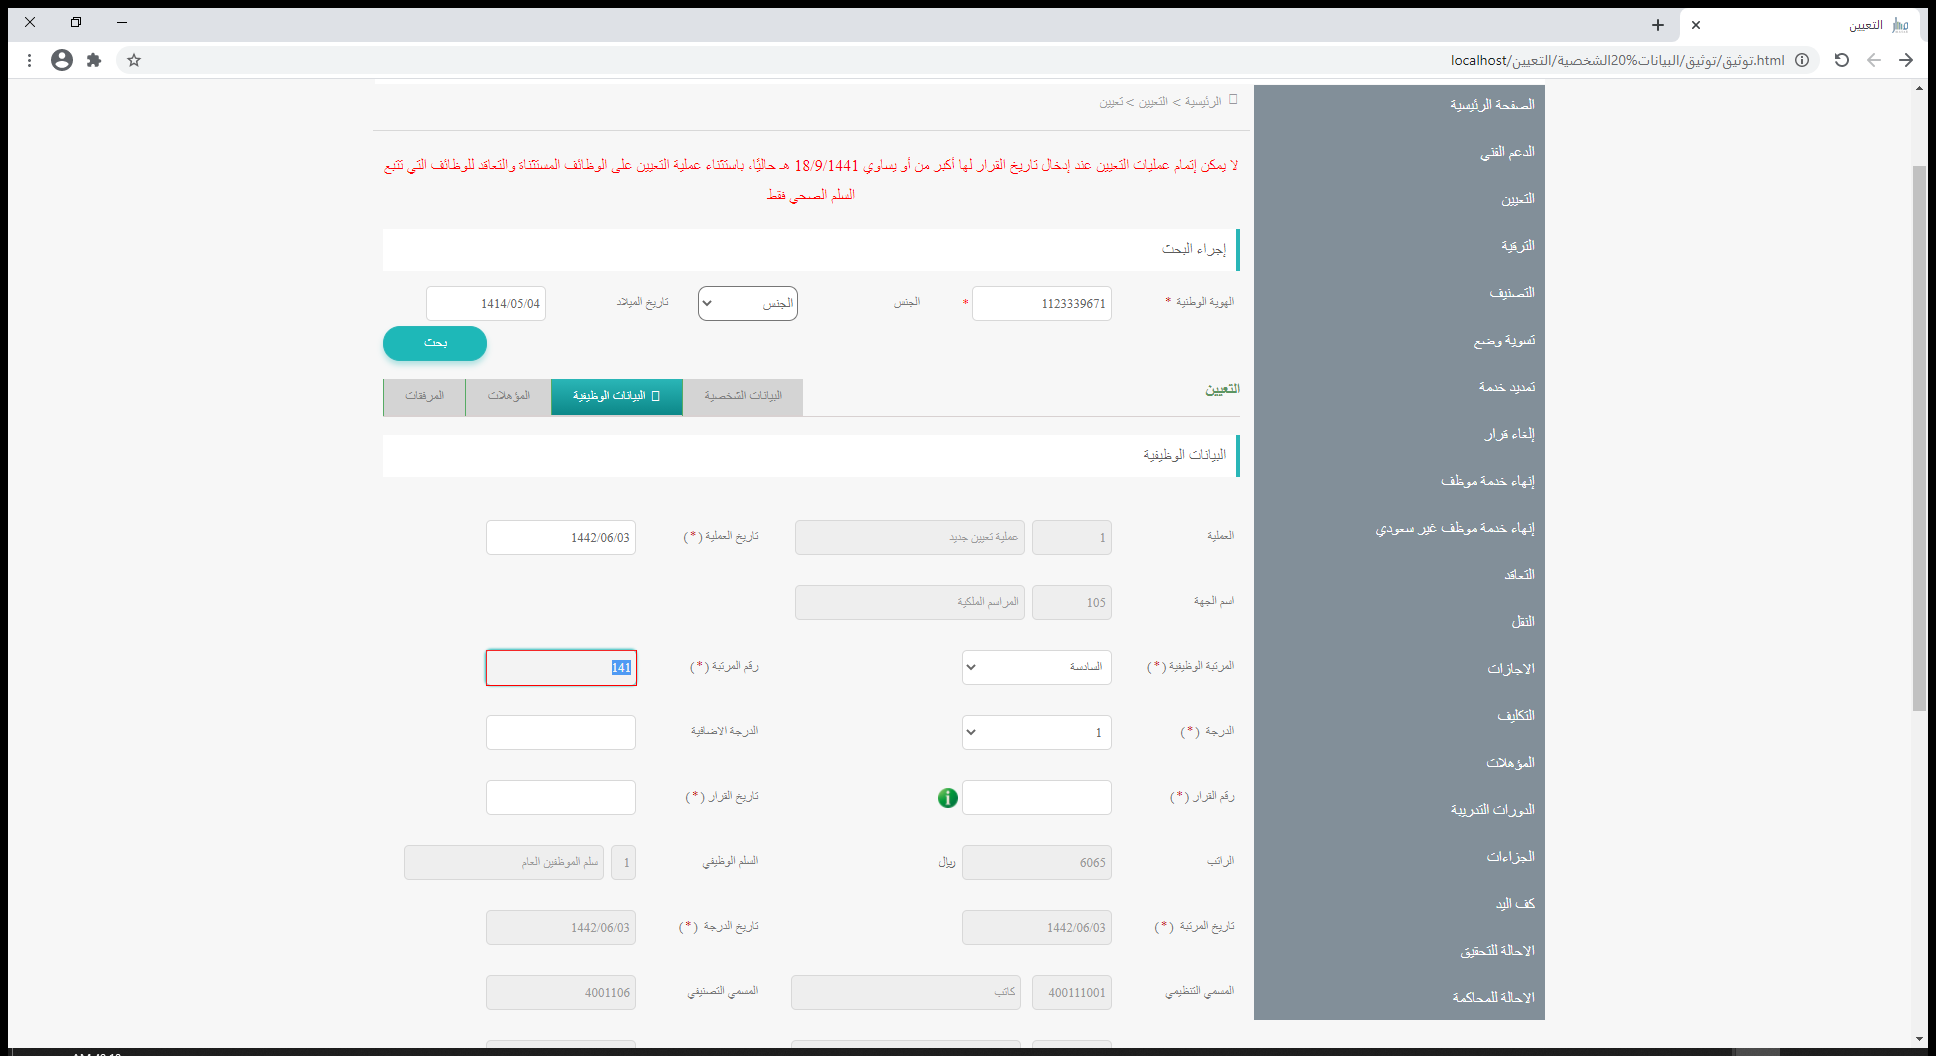 التعيين
localhost/التعيين/الشخصية%20البيانات/توثيق/توثيق.html
الصفحة الرئيسية
الدعم الفني
التعيين
الترقية
التصنيف
تسوية وضع
تمديد خدمة
إلغاء قرار
إنهاء خدمة موظف
إنهاء خدمة موظف غير سعودي
التعاقد
النقل
الاجازات
التكليف
المؤهلات
الدورات التدريبية
الجزاءات
كف اليد
الاحالة للتحقيق
الاحالة للمحاكمة
الرئيسية > التعيين > تعيين
لا يمكن إتمام عمليات التعيين عند إدخال تاريخ القرار لها أكبر من أو يساوي 18/9/1441 هـ حاليًا، باستثناء عملية التعيين على الوظائف المستثناة والتعاقد للوظائف التي تتبع
السلم الصحي فقط
إجراء البحث
الهوية الوطنية * 1123339671 * الجنس الجنس تاريخ الميلاد 1414/05/04
بحث
التعيين
البيانات الشخصية البيانات الوظيفية المؤهلات المرفقات
البيانات الوظيفية
العملية 1 عملية تعيين جديد تاريخ العملية (*) 1442/06/03
اسم الجهة 105 المراسم الملكية
المرتبة الوظيفية (*) السادسة رقم المرتبة (*) 141
الدرجة (*) 1 الدرجة الاضافية
رقم القرار (*) تاريخ القرار (*)
الراتب 6065 ريال السلم الوظيفي 1 سلم الموظفين العام
تاريخ المرتبة (*) 1442/06/03 تاريخ الدرجة (*) 1442/06/03
المسمي التنظيمي 400111001 كاتب المسمي التصنيفي 4001106